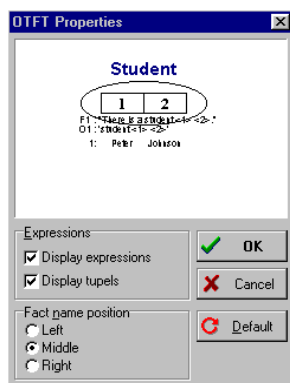 OTFT Properties
Student
1 2
F1 :"There is a student <1> <2>."
O1 :'student <1> <2>'
1: Peter Johnson
Expressions
Display expressions
Display tupels
OK
Cancel
Fact name position
Left
Middle
Right
Default